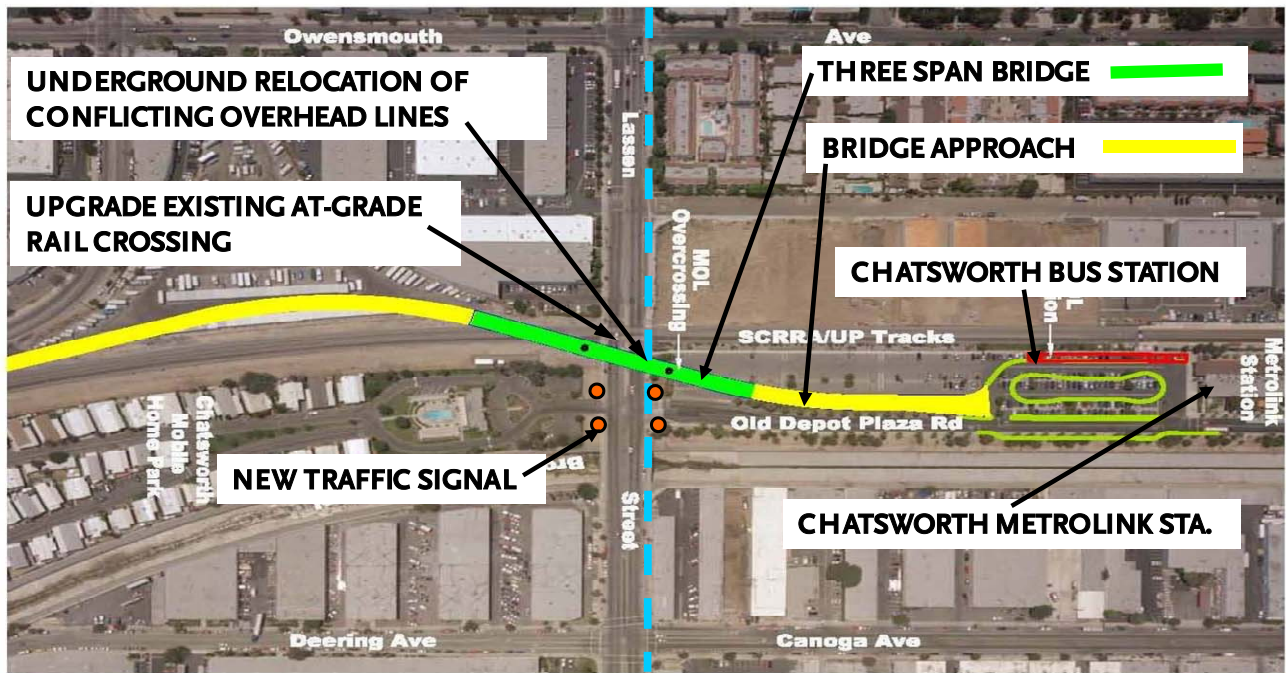 Owensmouth
Ave
UNDERGROUND RELOCATION OF
CONFLICTING OVERHEAD LINES
THREE SPAN BRIDGE
BRIDGE APPROACH
Lassen
UPGRADE EXISTING AT-GRADE
RAIL CROSSING
MOL
Overcrossing
CHATSWORTH BUS STATION
SCRRA/UP Tracks
Metrolink
Station
Chatsworth
Mobile
Home Park
Old Depot Plaza Rd
NEW TRAFFIC SIGNAL
Street
CHATSWORTH METROLINK STA.
Deering Ave
Canoga Ave